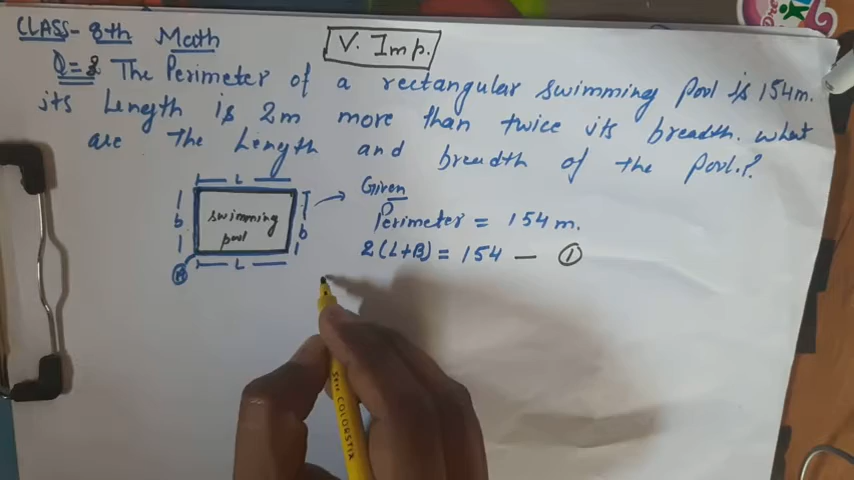 CLASS- 8th Math
V. Imp.
Q=2 The Perimeter of a rectangular swimming pool is 154m.
its Length is 2m more than twice its breadth. what
are the Length and breadth of the pool.?
L
b
swimming
pool
b
L
Given
Perimeter = 154 m.
2(L+B) = 154 — ①